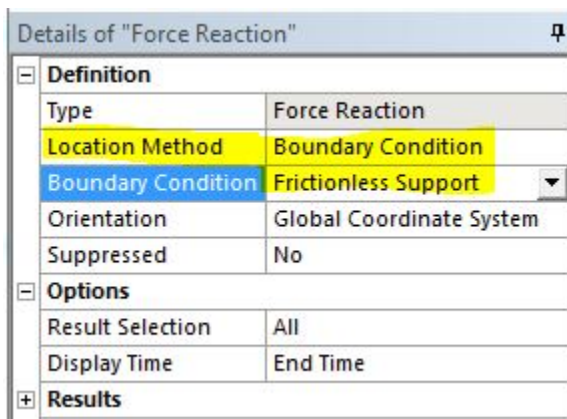 Details of "Force Reaction"
Definition
Type Force Reaction
Location Method Boundary Condition
Boundary Condition Frictionless Support
Orientation Global Coordinate System
Suppressed No
Options
Result Selection All
Display Time End Time
Results